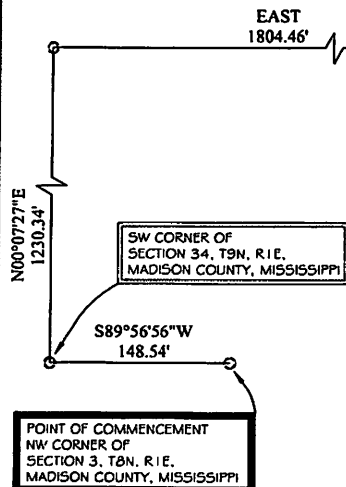 EAST
1804.46'
N00°07'27"E
1230.34'
SW CORNER OF
SECTION 34, T9N, R1E,
MADISON COUNTY, MISSISSIPPI
S89°56'56"W
148.54'
POINT OF COMMENCEMENT
NW CORNER OF
SECTION 3, T8N, R1E,
MADISON COUNTY, MISSISSIPPI